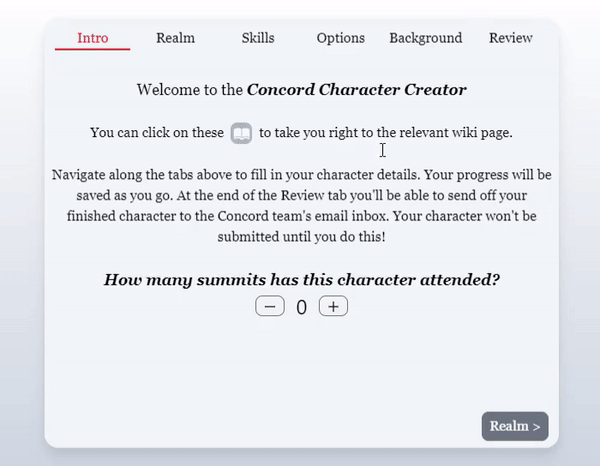 Intro Realm Skills Options Background Review
Welcome to the Concord Character Creator
You can click on these to take you right to the relevant wiki page.
Navigate along the tabs above to fill in your character details. Your progress will be
saved as you go. At the end of the Review tab you'll be able to send off your
finished character to the Concord team's email inbox. Your character won't be
submitted until you do this!
How many summits has this character attended?
− 0 +
Realm >